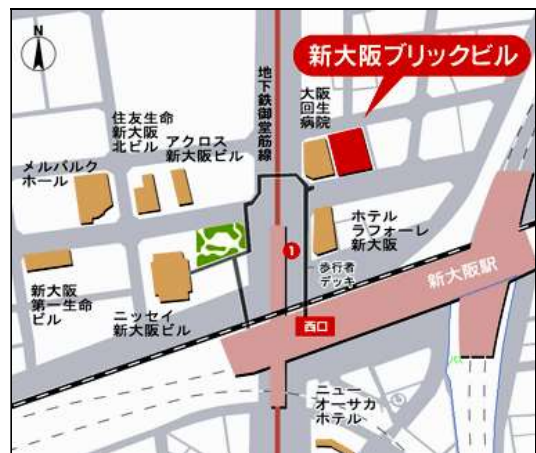 N
新大阪ブリックビル
地下鉄御堂筋線
大阪
回生
病院
住友生命
新大阪
北ビル
アクロス
新大阪ビル
メルパルク
ホール
ホテル
ラフォーレ
新大阪
1
歩行者
デッキ
新大阪駅
新大阪
第一生命
ビル
ニッセイ
新大阪ビル
西口
ニュー
オーサカ
ホテル